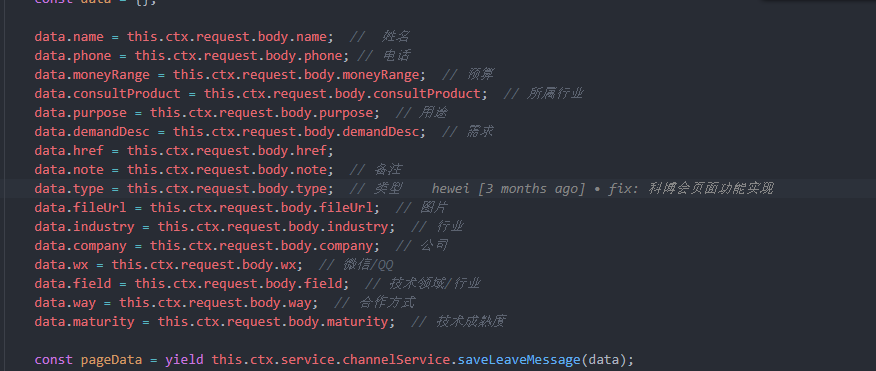 const data = {};
data.name = this.ctx.request.body.name;  //  姓名
data.phone = this.ctx.request.body.phone; // 电话
data.moneyRange = this.ctx.request.body.moneyRange;  // 预算
data.consultProduct = this.ctx.request.body.consultProduct;  // 所属行业
data.purpose = this.ctx.request.body.purpose;  // 用途
data.demandDesc = this.ctx.request.body.demandDesc;  // 需求
data.href = this.ctx.request.body.href;
data.note = this.ctx.request.body.note;  // 备注
data.type = this.ctx.request.body.type;  // 类型    hewei [3 months ago] • fix: 科博会页面功能实现
data.fileUrl = this.ctx.request.body.fileUrl;  // 图片
data.industry = this.ctx.request.body.industry;  // 行业
data.company = this.ctx.request.body.company;  // 公司
data.wx = this.ctx.request.body.wx;  // 微信/QQ
data.field = this.ctx.request.body.field;  // 技术领域/行业
data.way = this.ctx.request.body.way;  // 合作方式
data.maturity = this.ctx.request.body.maturity;  // 技术成熟度
const pageData = yield this.ctx.service.channelService.saveLeaveMessage(data);